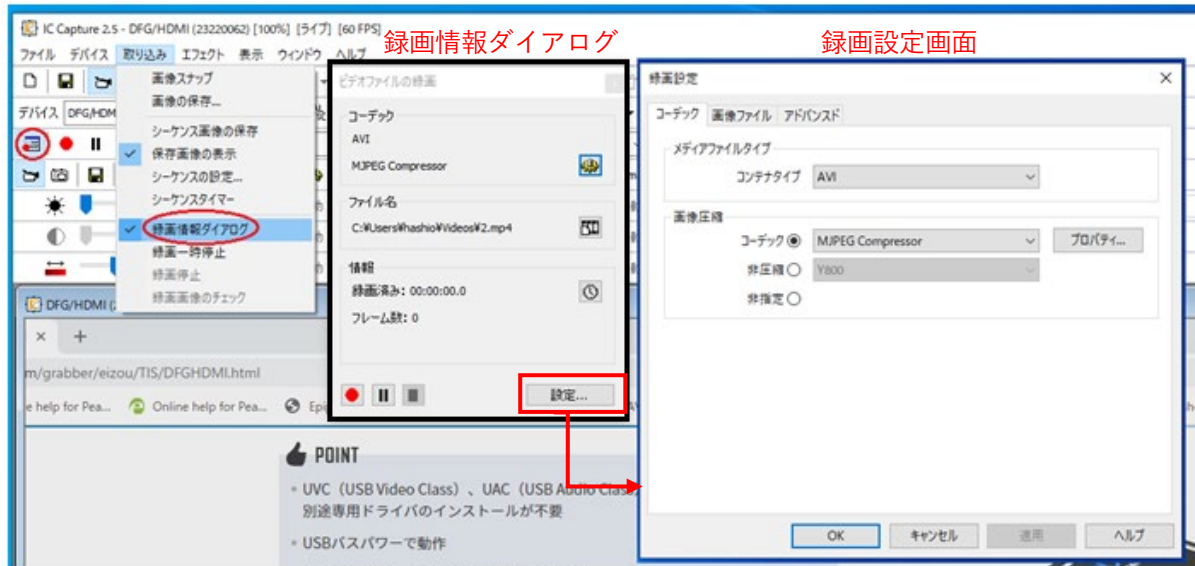 IC Capture 2.5 - DFG/HDMI (23220062) [100%] [ライブ] [60 FPS]
ファイル デバイス 取り込み エフェクト 表示 ウィンドウ ヘルプ
録画情報ダイアログ
録画設定画面
デバイス DFG/HDM
画像スナップ
画像の保存...
シーケンス画像の保存
保存画像の表示
シーケンスの設定...
シーケンスタイマー
録画情報ダイアログ
録画一時停止
録画停止
録画画像のチェック
ビデオファイルの録画
コーデック
AVI
MJPEG Compressor
ファイル名
C:¥Users¥hashio¥Videos¥2.mp4
情報
録画済み: 00:00:00.0
フレーム数: 0
設定...
録画設定
コーデック 画像ファイル アドバンスド
メディアファイルタイプ
コンテナタイプ AVI
画像圧縮
コーデック MJPEG Compressor プロパティ...
非圧縮 Y800
非指定
OK キャンセル 適用 ヘルプ
DFG/HDMI (
m/grabber/eizou/TIS/DFGHDMI.html
e help for Pea... Online help for Pea... Epi
POINT
UVC（USB Video Class）、UAC（USB Audio Class）
別途専用ドライバのインストールが不要
USBバスパワーで動作